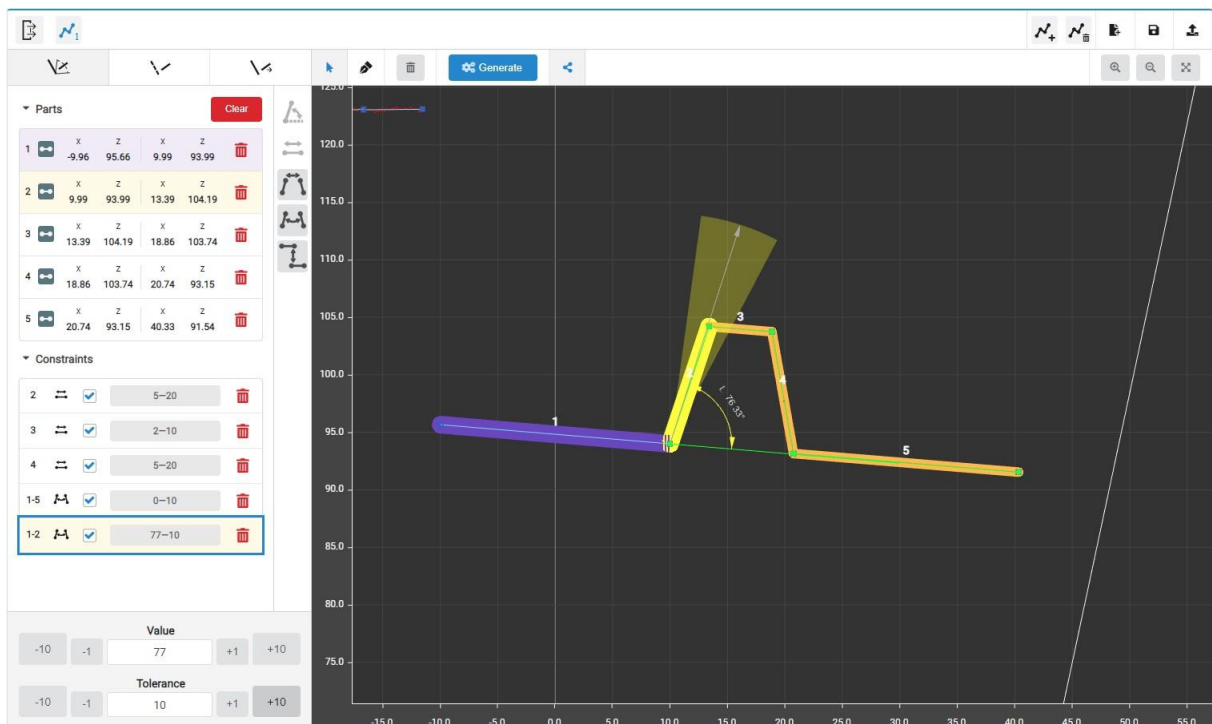 1
Generate
Parts
Clear
1 X Z X Z
-9.96 95.66 9.99 93.99
2 X Z X Z
9.99 93.99 13.39 104.19
3 X Z X Z
13.39 104.19 18.86 103.74
4 X Z X Z
18.86 103.74 20.74 93.15
5 X Z X Z
20.74 93.15 40.33 91.54
Constraints
2 5–20
3 2–10
4 5–20
1-5 0–10
1-2 77–10
Value
-10 -1 77 +1 +10
Tolerance
-10 -1 10 +1 +10
125.0
120.0
115.0
110.0
105.0
100.0
95.0
90.0
85.0
80.0
75.0
3
2
4
76.33°
1
5
-15.0 -10.0 -5.0 0.0 5.0 10.0 15.0 20.0 25.0 30.0 35.0 40.0 45.0 50.0 55.0